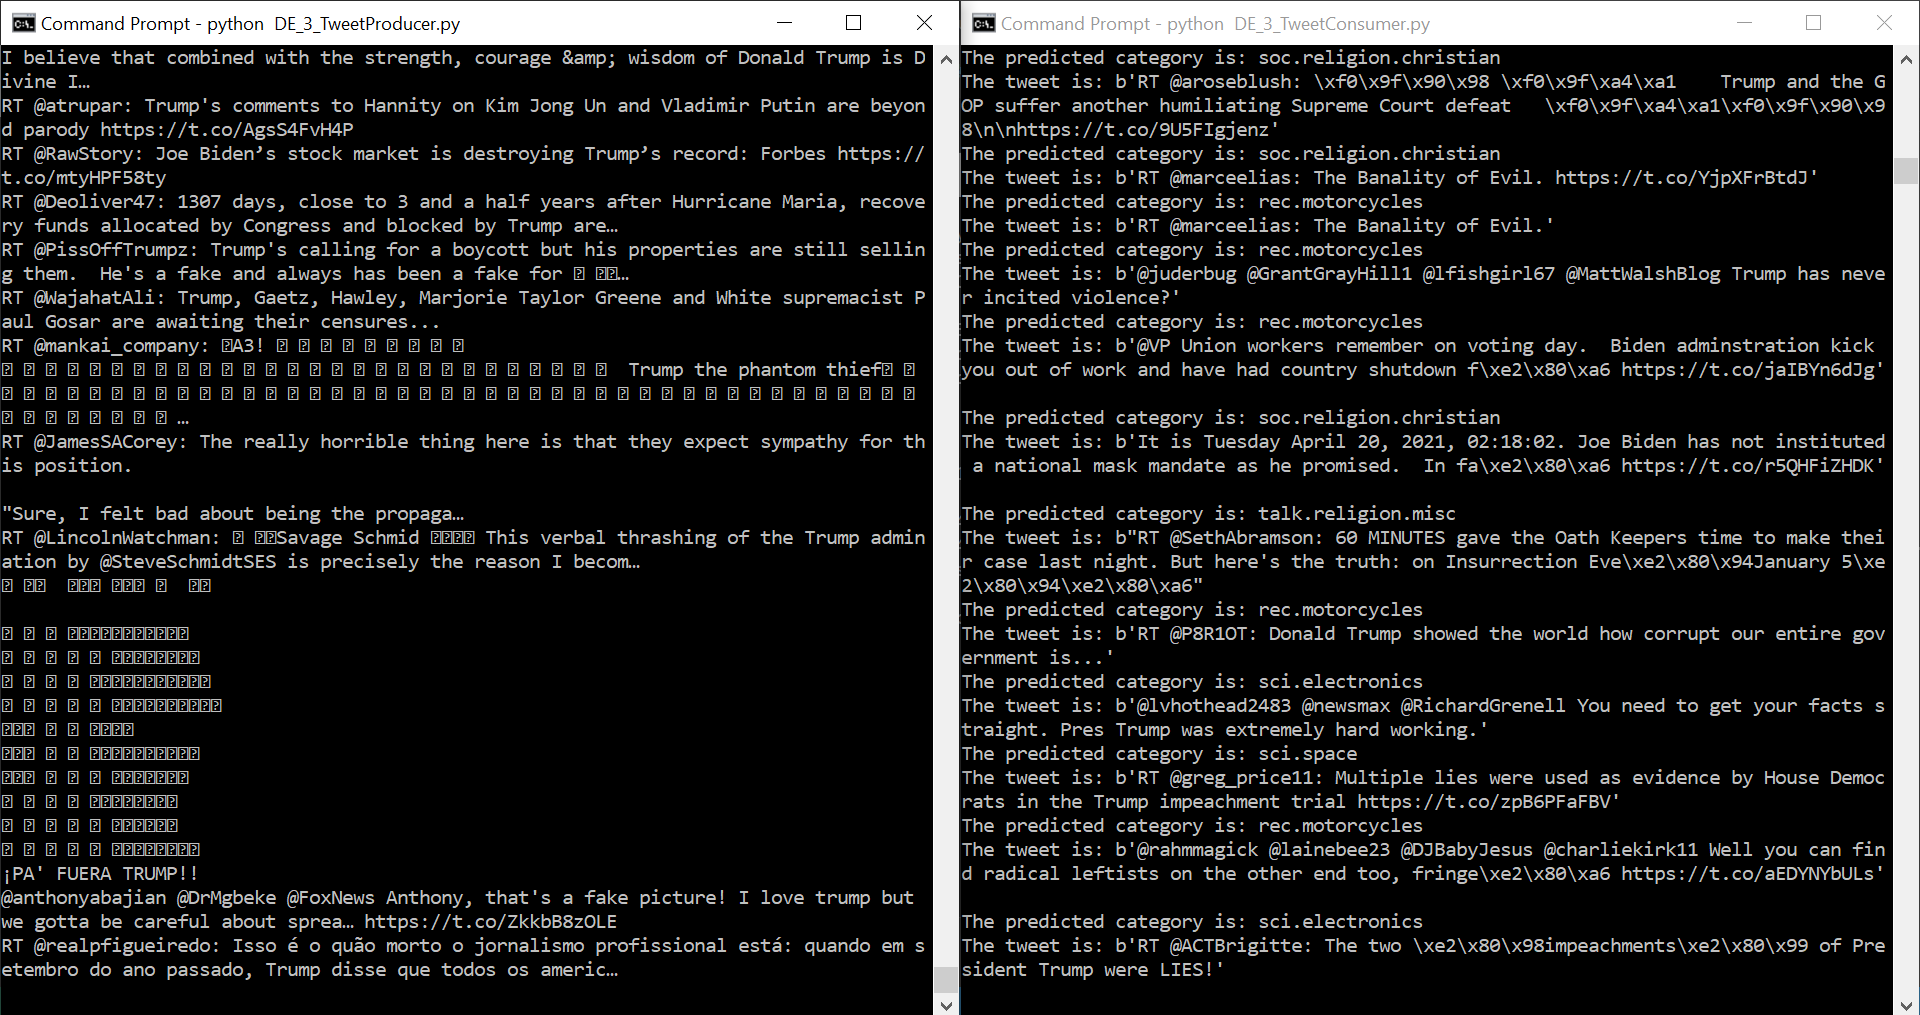 Command Prompt - python  DE_3_TweetProducer.py
I believe that combined with the strength, courage &amp; wisdom of Donald Trump is D
ivine I…
RT @atrupar: Trump's comments to Hannity on Kim Jong Un and Vladimir Putin are beyon
d parody https://t.co/AgsS4FvH4P
RT @RawStory: Joe Biden’s stock market is destroying Trump’s record: Forbes https://
t.co/mtyHPF58ty
RT @Deoliver47: 1307 days, close to 3 and a half years after Hurricane Maria, recove
ry funds allocated by Congress and blocked by Trump are…
RT @PissOffTrumpz: Trump's calling for a boycott but his properties are still sellin
g them.  He's a fake and always has been a fake for …
RT @WajahatAli: Trump, Gaetz, Hawley, Marjorie Taylor Greene and White supremacist P
aul Gosar are awaiting their censures...
RT @mankai_company: A3!
Trump the phantom thief
…
RT @JamesSACorey: The really horrible thing here is that they expect sympathy for th
is position.
"Sure, I felt bad about being the propaga…
RT @LincolnWatchman: Savage Schmid This verbal thrashing of the Trump admin
ation by @SteveSchmidtSES is precisely the reason I becom…
¡PA' FUERA TRUMP!!
@anthonyabajian @DrMgbeke @FoxNews Anthony, that's a fake picture! I love trump but
we gotta be careful about sprea… https://t.co/ZkkbB8zOLE
RT @realpfigueiredo: Isso é o quão morto o jornalismo profissional está: quando em s
etembro do ano passado, Trump disse que todos os americ…
Command Prompt - python  DE_3_TweetConsumer.py
The predicted category is: soc.religion.christian
The tweet is: b'RT @aroseblush: \xf0\x9f\x90\x98 \xf0\x9f\xa4\xa1    Trump and the G
OP suffer another humiliating Supreme Court defeat   \xf0\x9f\xa4\xa1\xf0\x9f\x90\x9
8\n\nhttps://t.co/9U5FIgjenz'
The predicted category is: soc.religion.christian
The tweet is: b'RT @marceelias: The Banality of Evil. https://t.co/YjpXFrBtdJ'
The predicted category is: rec.motorcycles
The tweet is: b'RT @marceelias: The Banality of Evil.'
The predicted category is: rec.motorcycles
The tweet is: b'@juderbug @GrantGrayHill1 @lfishgirl67 @MattWalshBlog Trump has neve
r incited violence?'
The predicted category is: rec.motorcycles
The tweet is: b'@VP Union workers remember on voting day.  Biden adminstration kick
you out of work and have had country shutdown f\xe2\x80\xa6 https://t.co/jaIBYn6dJg'
The predicted category is: soc.religion.christian
The tweet is: b'It is Tuesday April 20, 2021, 02:18:02. Joe Biden has not instituted
 a national mask mandate as he promised.  In fa\xe2\x80\xa6 https://t.co/r5QHFiZHDK'
The predicted category is: talk.religion.misc
The tweet is: b"RT @SethAbramson: 60 MINUTES gave the Oath Keepers time to make thei
r case last night. But here's the truth: on Insurrection Eve\xe2\x80\x94January 5\xe
2\x80\x94\xe2\x80\xa6"
The predicted category is: rec.motorcycles
The tweet is: b'RT @P8R1OT: Donald Trump showed the world how corrupt our entire gov
ernment is...'
The predicted category is: sci.electronics
The tweet is: b'@lvhothead2483 @newsmax @RichardGrenell You need to get your facts s
traight. Pres Trump was extremely hard working.'
The predicted category is: sci.space
The tweet is: b'RT @greg_price11: Multiple lies were used as evidence by House Democ
rats in the Trump impeachment trial https://t.co/zpB6PFaFBV'
The predicted category is: rec.motorcycles
The tweet is: b'@rahmmagick @lainebee23 @DJBabyJesus @charliekirk11 Well you can fin
d radical leftists on the other end too, fringe\xe2\x80\xa6 https://t.co/aEDYNYbULs'
The predicted category is: sci.electronics
The tweet is: b'RT @ACTBrigitte: The two \xe2\x80\x98impeachments\xe2\x80\x99 of Pre
sident Trump were LIES!'